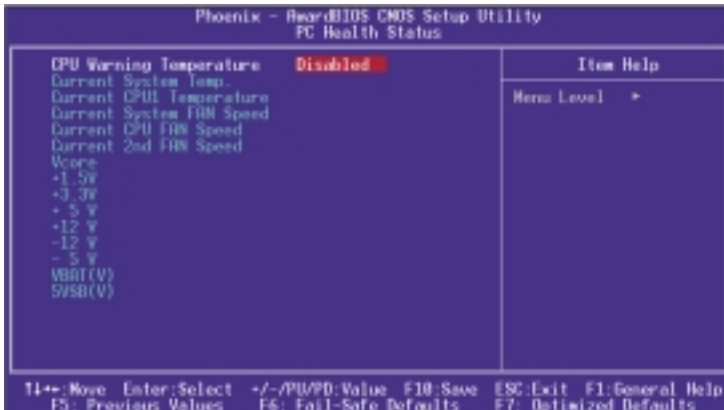 Phoenix - AwardBIOS CMOS Setup Utility
PC Health Status
CPU Warning Temperature Disabled
Current System Temp.
Current CPU1 Temperature
Current System FAN Speed
Current CPU FAN Speed
Current 2nd FAN Speed
Vcore
+1.5V
+3.3V
+ 5 V
+12 V
-12 V
- 5 V
VBAT(V)
5VSB(V)
Item Help
Menu Level ►
↑↓→←:Move Enter:Select +/-/PU/PD:Value F10:Save ESC:Exit F1:General Help
F5: Previous Values F6: Fail-Safe Defaults F7: Optimized Defaults